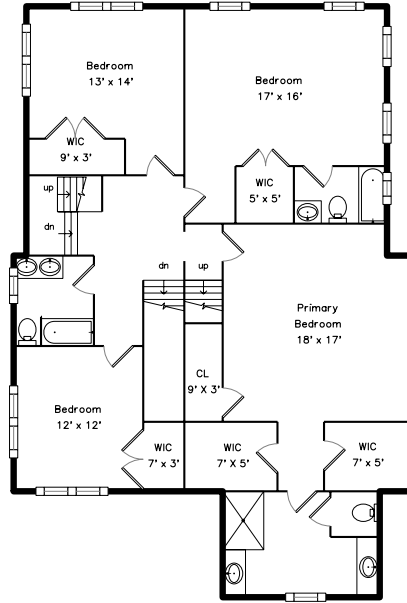 Bedroom
13' x 14'
Bedroom
17' x 16'
WIC
9' x 3'
WIC
5' x 5'
up
dn
dn
up
Primary
Bedroom
18' x 17'
CL
9' X 3'
Bedroom
12' x 12'
WIC
7' x 3'
WIC
7' X 5'
WIC
7' x 5'